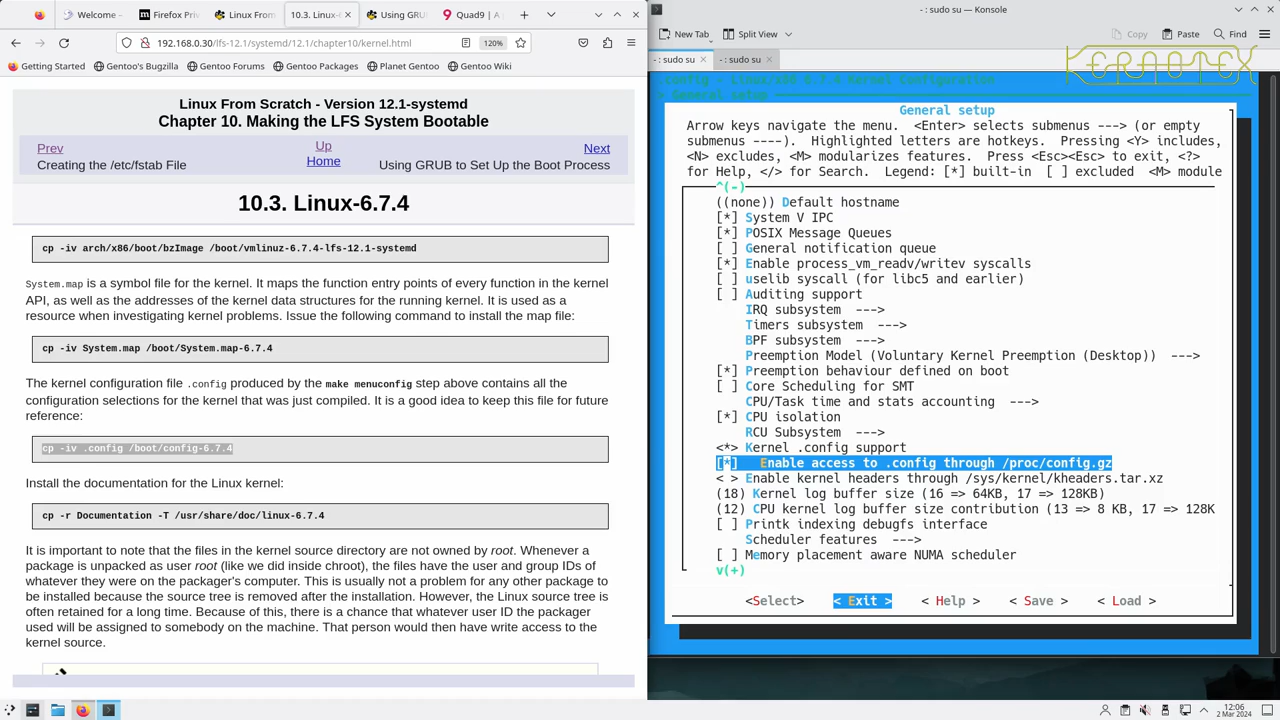 Welcome –
Firefox Priv
Linux From
10.3. Linux-
Using GRU
Quad9 | A
192.168.0.30/lfs-12.1/systemd/12.1/chapter10/kernel.html
120%
Getting Started
Gentoo's Bugzilla
Gentoo Forums
Gentoo Packages
Planet Gentoo
Gentoo Wiki
Linux From Scratch - Version 12.1-systemd
Chapter 10. Making the LFS System Bootable
Prev
Up
Next
Creating the /etc/fstab File
Home
Using GRUB to Set Up the Boot Process
10.3. Linux-6.7.4
cp -iv arch/x86/boot/bzImage /boot/vmlinuz-6.7.4-lfs-12.1-systemd
System.map is a symbol file for the kernel. It maps the function entry points of every function in the kernel
API, as well as the addresses of the kernel data structures for the running kernel. It is used as a
resource when investigating kernel problems. Issue the following command to install the map file:
cp -iv System.map /boot/System.map-6.7.4
The kernel configuration file .config produced by the make menuconfig step above contains all the
configuration selections for the kernel that was just compiled. It is a good idea to keep this file for future
reference:
cp -iv .config /boot/config-6.7.4
Install the documentation for the Linux kernel:
cp -r Documentation -T /usr/share/doc/linux-6.7.4
It is important to note that the files in the kernel source directory are not owned by root. Whenever a
package is unpacked as user root (like we did inside chroot), the files have the user and group IDs of
whatever they were on the packager's computer. This is usually not a problem for any other package to
be installed because the source tree is removed after the installation. However, the Linux source tree is
often retained for a long time. Because of this, there is a chance that whatever user ID the packager
used will be assigned to somebody on the machine. That person would then have write access to the
kernel source.
- : sudo su — Konsole
New Tab
Split View
Copy
Paste
Find
- : sudo su
- : sudo su
KERNOTEX
.config - Linux/x86 6.7.4 Kernel Configuration
> General setup
General setup
Arrow keys navigate the menu.  <Enter> selects submenus ---> (or empty
submenus ----).  Highlighted letters are hotkeys.  Pressing <Y> includes,
<N> excludes, <M> modularizes features.  Press <Esc><Esc> to exit, <?>
for Help, </> for Search.  Legend: [*] built-in  [ ] excluded  <M> module
^(-)
((none)) Default hostname
[*] System V IPC
[*] POSIX Message Queues
[ ] General notification queue
[*] Enable process_vm_readv/writev syscalls
[ ] uselib syscall (for libc5 and earlier)
[ ] Auditing support
IRQ subsystem  --->
Timers subsystem  --->
BPF subsystem  --->
Preemption Model (Voluntary Kernel Preemption (Desktop))  --->
[*] Preemption behaviour defined on boot
[ ] Core Scheduling for SMT
CPU/Task time and stats accounting  --->
[*] CPU isolation
RCU Subsystem  --->
<*> Kernel .config support
[*]   Enable access to .config through /proc/config.gz
< > Enable kernel headers through /sys/kernel/kheaders.tar.xz
(18) Kernel log buffer size (16 => 64KB, 17 => 128KB)
(12) CPU kernel log buffer size contribution (13 => 8 KB, 17 => 128K
[ ] Printk indexing debugfs interface
Scheduler features  --->
[ ] Memory placement aware NUMA scheduler
v(+)
<Select>
< Exit >
< Help >
< Save >
< Load >
12:06
2 Mar 2024